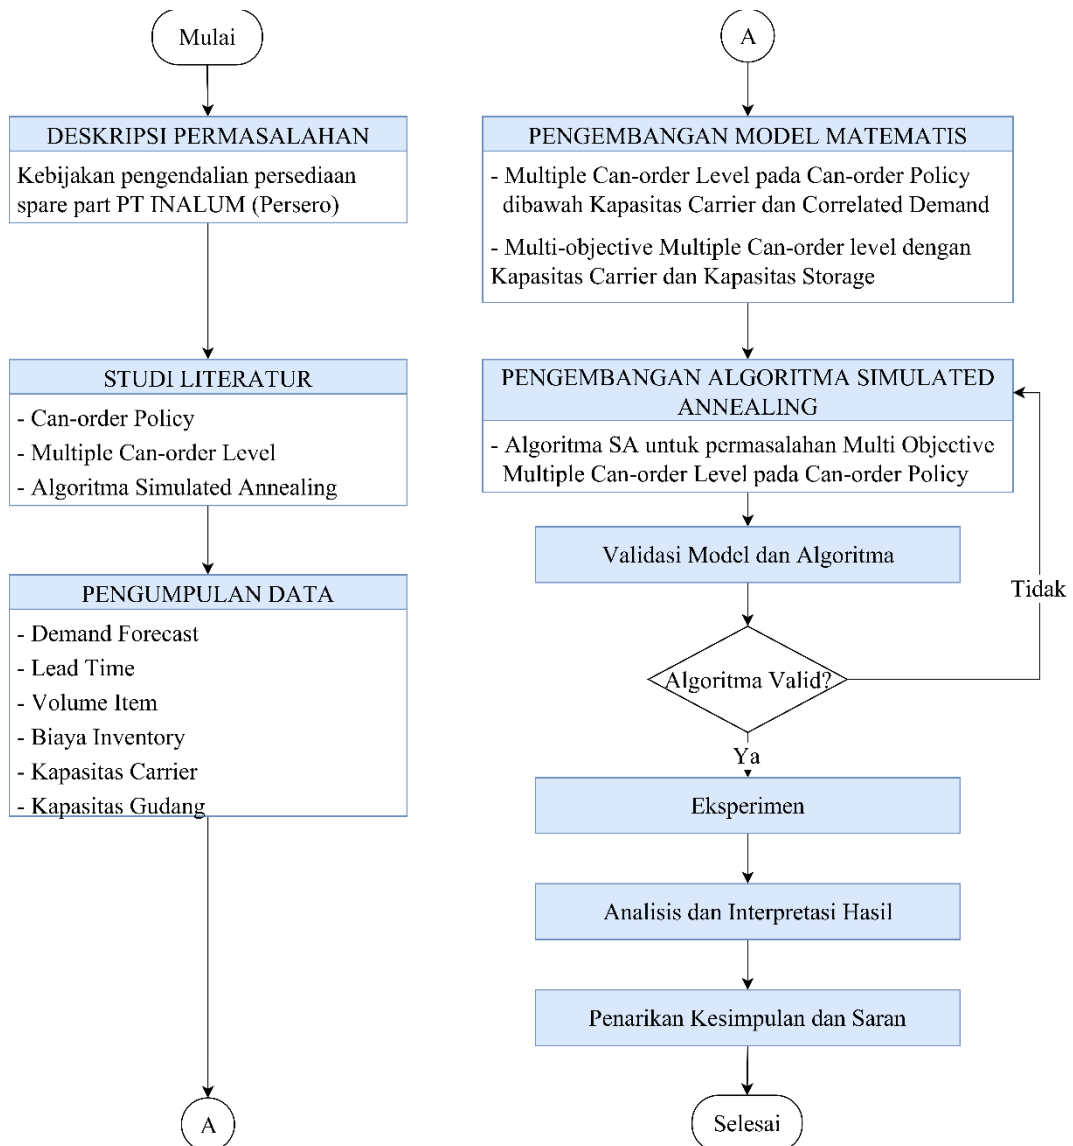 Mulai
DESKRIPSI PERMASALAHAN
Kebijakan pengendalian persediaan
spare part PT INALUM (Persero)
STUDI LITERATUR
- Can-order Policy
- Multiple Can-order Level
- Algoritma Simulated Annealing
PENGUMPULAN DATA
- Demand Forecast
- Lead Time
- Volume Item
- Biaya Inventory
- Kapasitas Carrier
- Kapasitas Gudang
A
A
PENGEMBANGAN MODEL MATEMATIS
- Multiple Can-order Level pada Can-order Policy
dibawah Kapasitas Carrier dan Correlated Demand
- Multi-objective Multiple Can-order level dengan
Kapasitas Carrier dan Kapasitas Storage
PENGEMBANGAN ALGORITMA SIMULATED
ANNEALING
- Algoritma SA untuk permasalahan Multi Objective
Multiple Can-order Level pada Can-order Policy
Validasi Model dan Algoritma
Tidak
Algoritma Valid?
Ya
Eksperimen
Analisis dan Interpretasi Hasil
Penarikan Kesimpulan dan Saran
Selesai